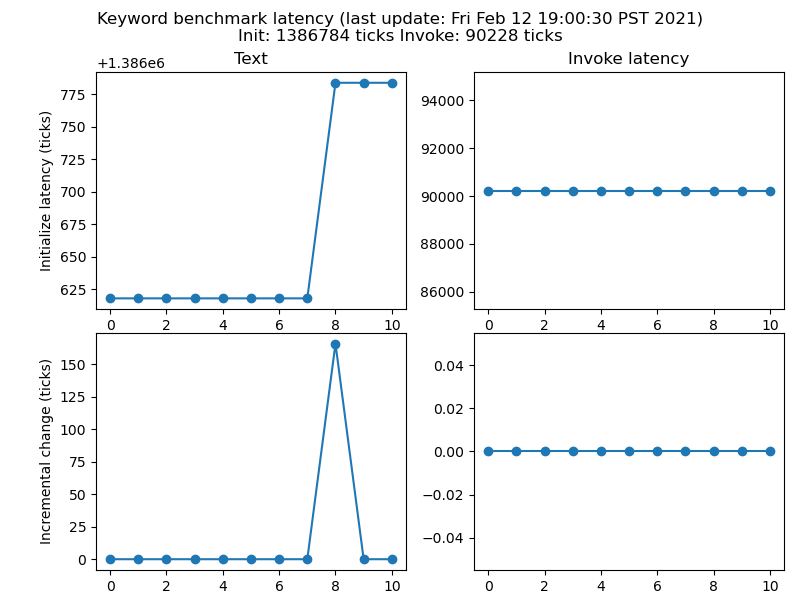 Keyword benchmark latency (last update: Fri Feb 12 19:00:30 PST 2021)
Init: 1386784 ticks Invoke: 90228 ticks
Text
+1.386e6
Initialize latency (ticks)
775
750
725
700
675
650
625
0 2 4 6 8 10
Invoke latency
94000
92000
90000
88000
86000
0 2 4 6 8 10
Incremental change (ticks)
150
125
100
75
50
25
0
0 2 4 6 8 10
0.04
0.02
0.00
−0.02
−0.04
0 2 4 6 8 10